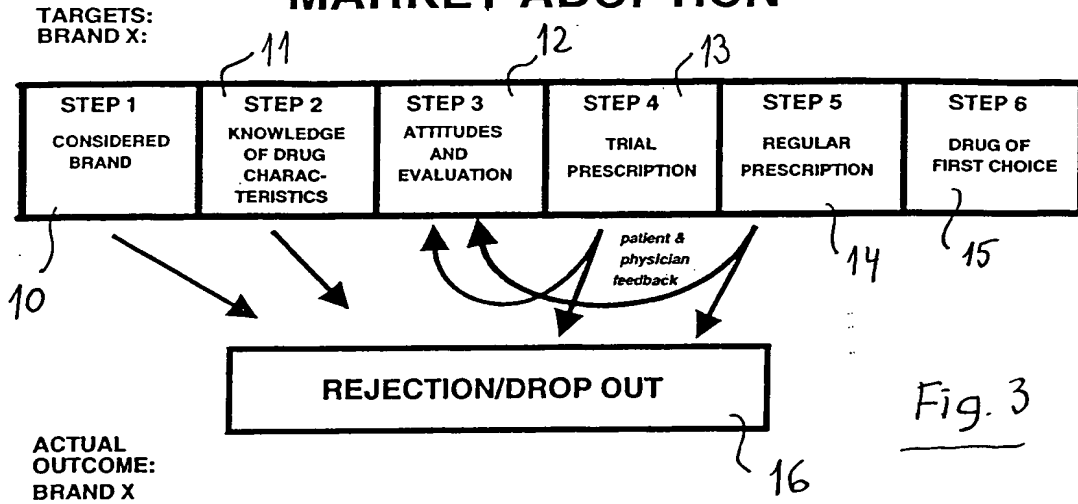 MARKET ADOPTION
TARGETS:
BRAND X:
11
12
13
STEP 1
CONSIDERED
BRAND
STEP 2
KNOWLEDGE
OF DRUG
CHARAC-
TERISTICS
STEP 3
ATTITUDES
AND
EVALUATION
STEP 4
TRIAL
PRESCRIPTION
STEP 5
REGULAR
PRESCRIPTION
STEP 6
DRUG OF
FIRST CHOICE
10
patient &
physician
feedback
14
15
REJECTION/DROP OUT
16
Fig. 3
ACTUAL
OUTCOME:
BRAND X